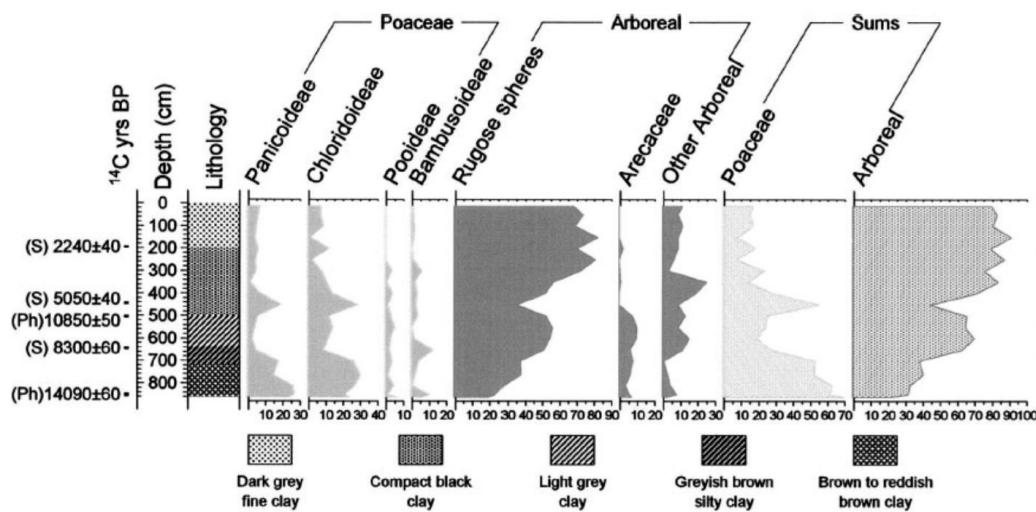 Poaceae Arboreal Sums
¹⁴C yrs BP
Depth (cm)
Lithology
Panicoideae
Chloridoideae
Pooideae
Bambusoideae
Rugose spheres
Arecaceae
Other Arboreal
Poaceae
Arboreal
0
100
(S) 2240±40 200
300
(S) 5050±40 400
(Ph)10850±50 500
600
(S) 8300±60 700
(Ph)14090±60 800
10 20 30 10 20 30 40 10 10 20 10 20 30 40 50 60 70 80 90 10 20 10 20 30 10 20 30 40 50 60 70 10 20 30 40 50 60 70 80 90 100
Dark grey fine clay
Compact black clay
Light grey clay
Greyish brown silty clay
Brown to reddish brown clay